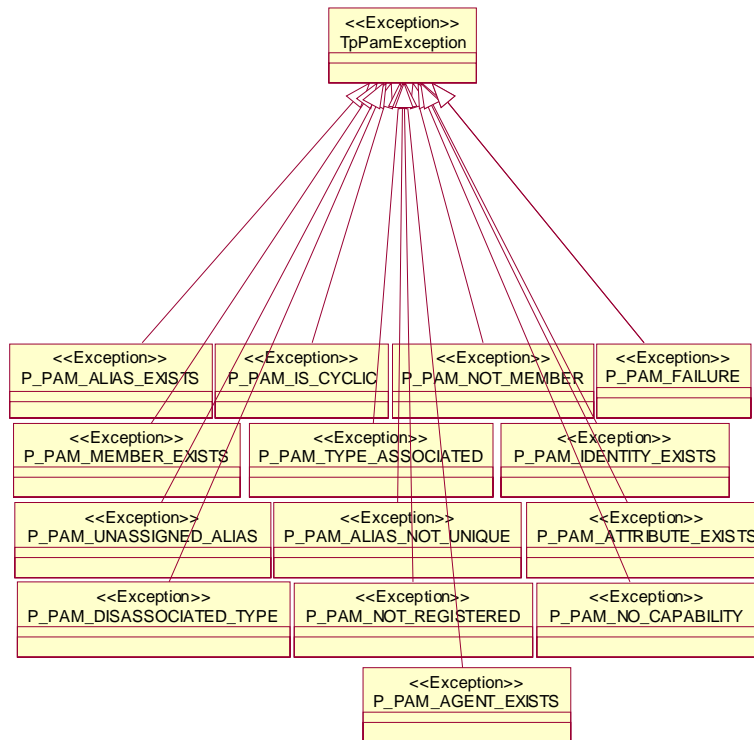 <<Exception>>
TpPamException
<<Exception>>
P_PAM_ALIAS_EXISTS
<<Exception>>
P_PAM_IS_CYCLIC
<<Exception>>
P_PAM_NOT_MEMBER
<<Exception>>
P_PAM_FAILURE
<<Exception>>
P_PAM_MEMBER_EXISTS
<<Exception>>
P_PAM_TYPE_ASSOCIATED
<<Exception>>
P_PAM_IDENTITY_EXISTS
<<Exception>>
P_PAM_UNASSIGNED_ALIAS
<<Exception>>
P_PAM_ALIAS_NOT_UNIQUE
<<Exception>>
P_PAM_ATTRIBUTE_EXISTS
<<Exception>>
P_PAM_DISASSOCIATED_TYPE
<<Exception>>
P_PAM_NOT_REGISTERED
<<Exception>>
P_PAM_NO_CAPABILITY
<<Exception>>
P_PAM_AGENT_EXISTS